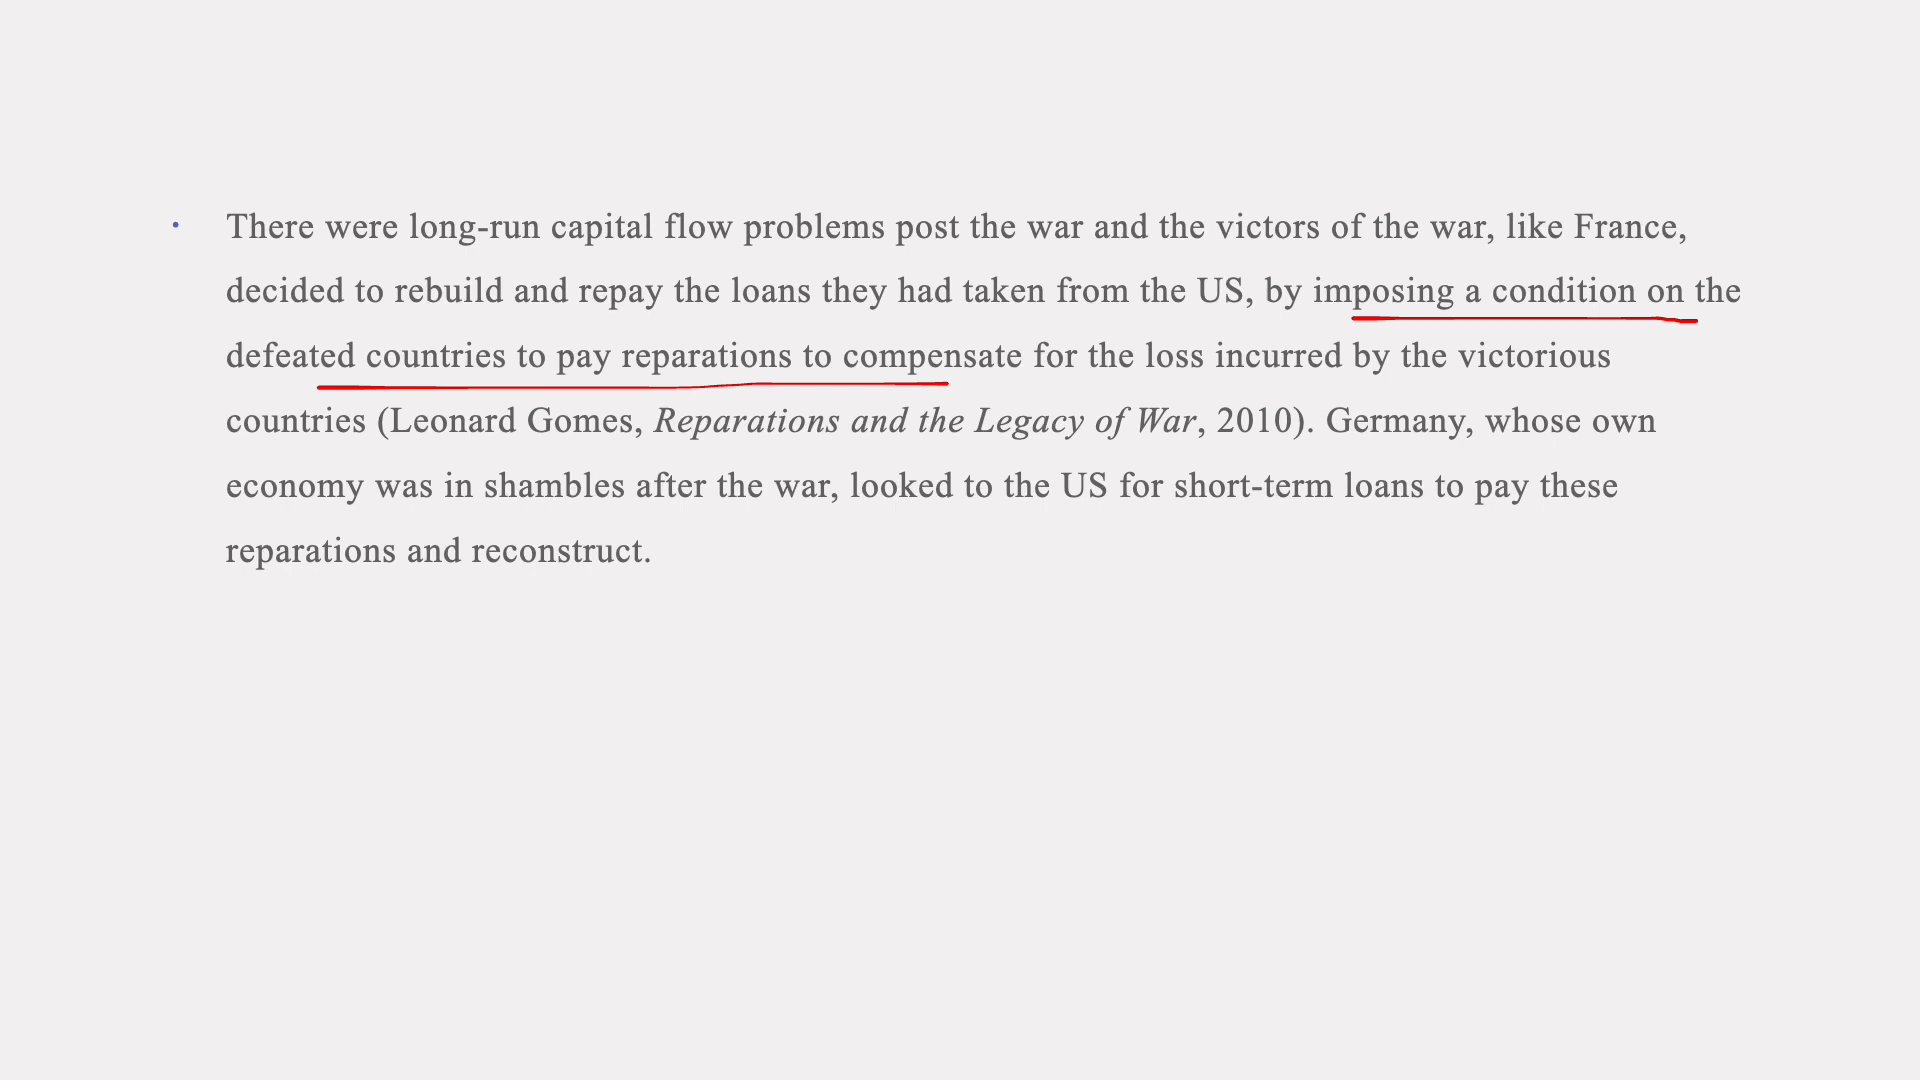 • There were long-run capital flow problems post the war and the victors of the war, like France,
decided to rebuild and repay the loans they had taken from the US, by imposing a condition on the
defeated countries to pay reparations to compensate for the loss incurred by the victorious
countries (Leonard Gomes, Reparations and the Legacy of War, 2010). Germany, whose own
economy was in shambles after the war, looked to the US for short-term loans to pay these
reparations and reconstruct.